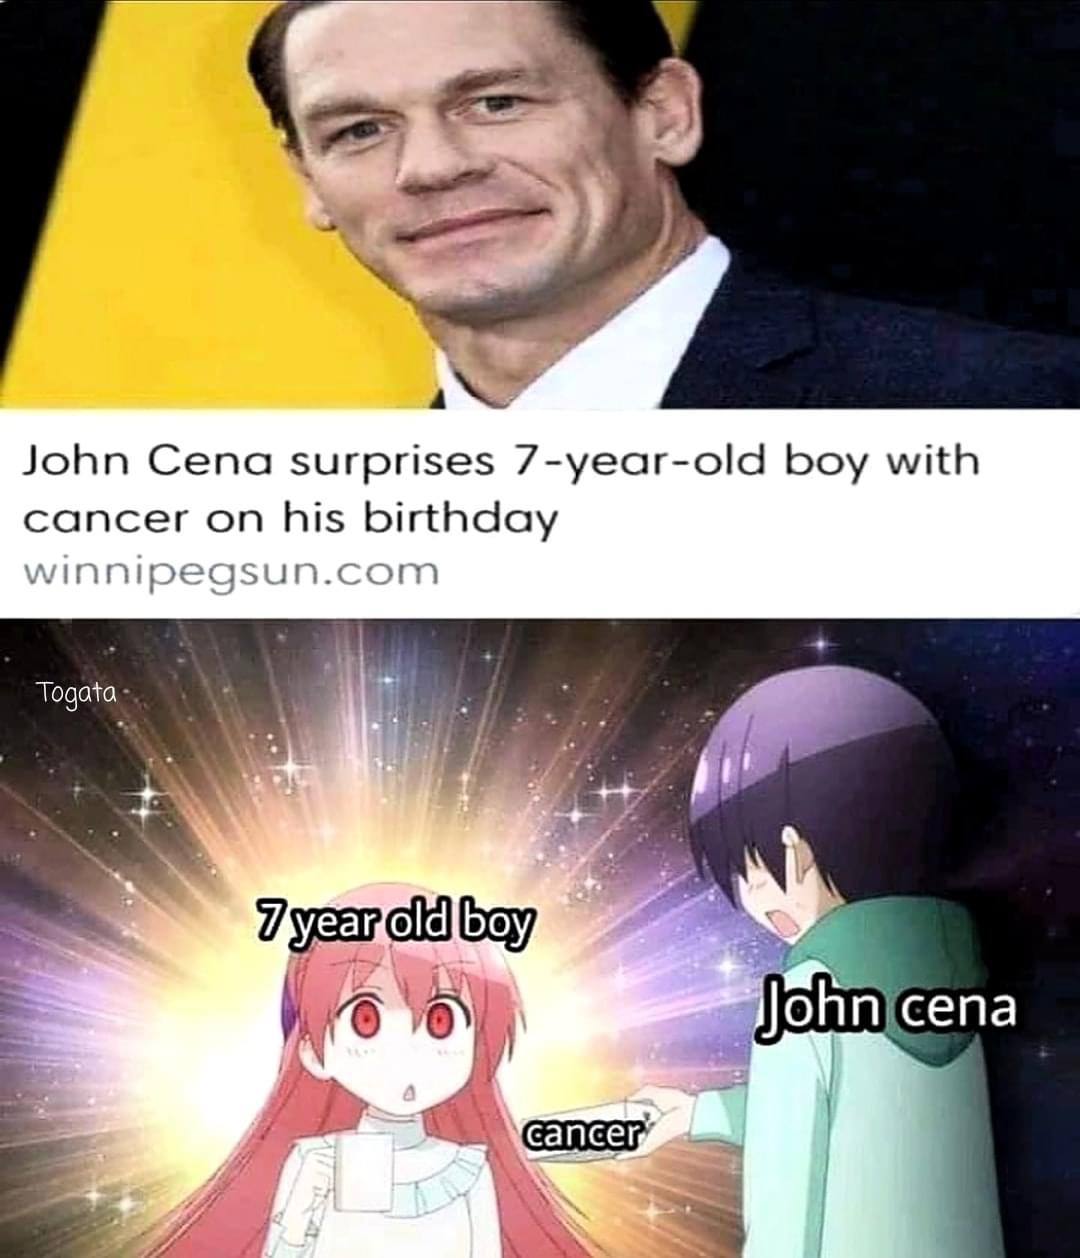 John Cena surprises 7-year-old boy with
cancer on his birthday
winnipegsun.com
Togata
7 year old boy
John cena
cancer